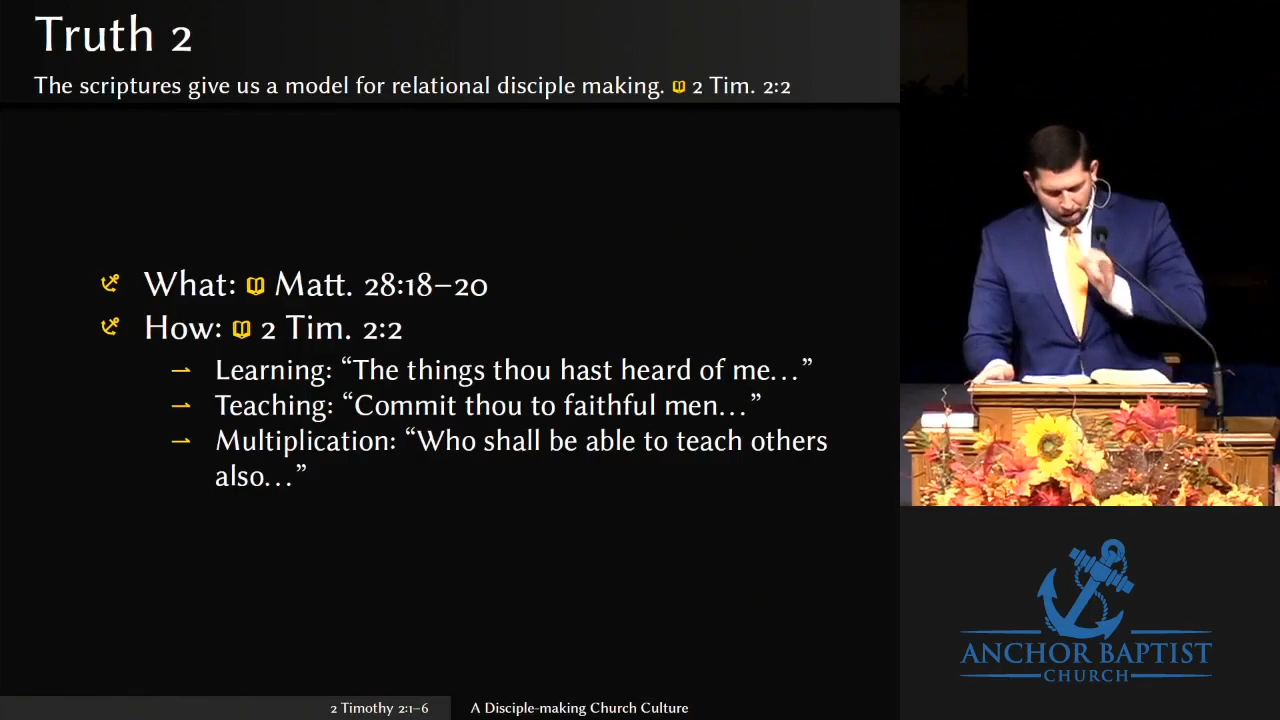 Truth 2
The scriptures give us a model for relational disciple making. 2 Tim. 2:2
What: Matt. 28:18–20
How: 2 Tim. 2:2
Learning: “The things thou hast heard of me…”
Teaching: “Commit thou to faithful men…”
Multiplication: “Who shall be able to teach others
also…”
2 Timothy 2:1–6
A Disciple-making Church Culture
ANCHOR BAPTIST
CHURCH